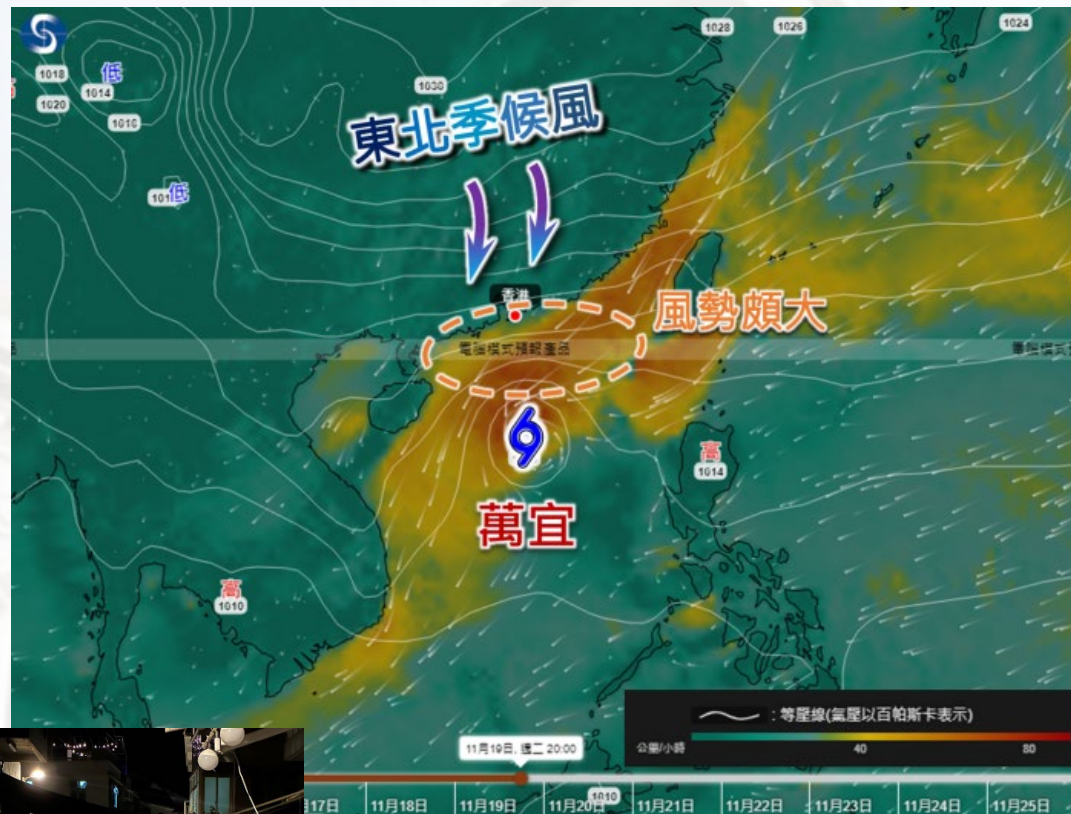 1028
1026
1024
1018
低
1014
1020
1016
1030
東北季候風
低
香港
風勢頗大
電腦模式預報畫面
高
1014
萬宜
高
1010
：等壓線(氣壓以百帕斯卡表示)
公里/小時
40
80
11月19日, 週二 20:00
17日
11月18日
11月19日
11月20日
1010
11月21日
11月22日
11月23日
11月24日
11月25日